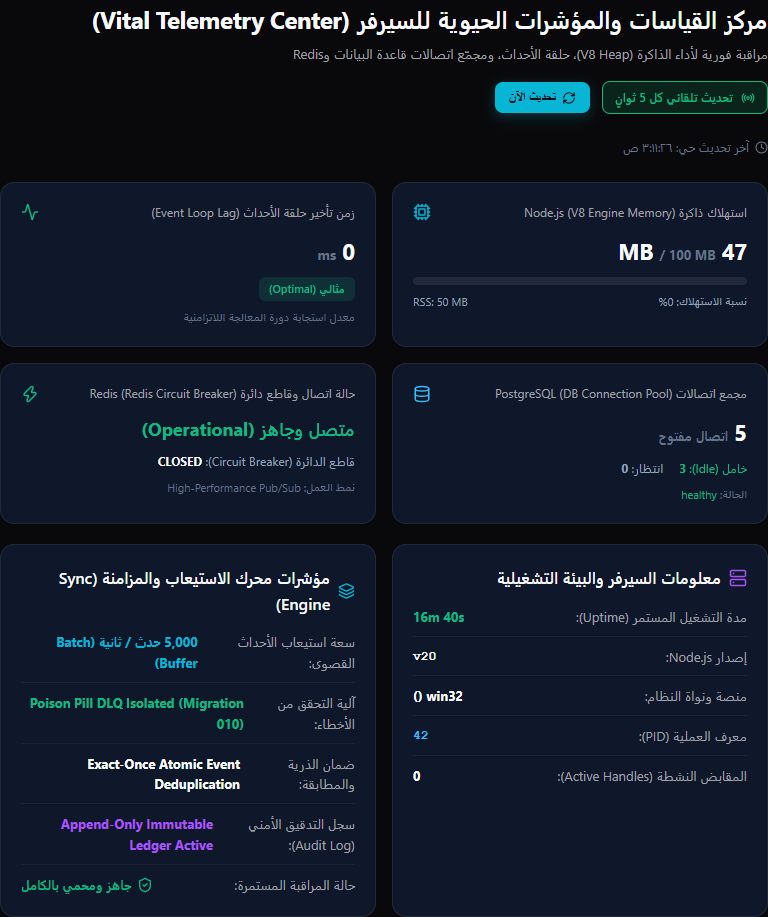 مركز القياسات والمؤشرات الحيوية للسيرفر (Vital Telemetry Center)
مراقبة فورية لأداء الذاكرة (V8 Heap)، حلقة الأحداث، ومجمّع اتصالات قاعدة البيانات وRedis
تحديث تلقائي كل 5 ثوانٍ
تحديث الآن
آخر تحديث حي: ٣:١١:٢٦ ص
استهلاك ذاكرة Node.js (V8 Engine Memory)
47 MB / 100 MB
نسبة الاستهلاك: 0%
RSS: 50 MB
زمن تأخير حلقة الأحداث (Event Loop Lag)
0 ms
مثالي (Optimal)
معدل استجابة دورة المعالجة اللاتزامنية
مجمع اتصالات PostgreSQL (DB Connection Pool)
5 اتصال مفتوح
خامل (Idle): 3
انتظار: 0
الحالة: healthy
حالة اتصال وقاطع دائرة Redis (Redis Circuit Breaker)
متصل وجاهز (Operational)
قاطع الدائرة (Circuit Breaker): CLOSED
نمط العمل: High-Performance Pub/Sub
معلومات السيرفر والبيئة التشغيلية
مدة التشغيل المستمر (Uptime):
16m 40s
إصدار Node.js:
v20
منصة ونواة النظام:
win32 ()
معرف العملية (PID):
42
المقابض النشطة (Active Handles):
0
مؤشرات محرك الاستيعاب والمزامنة (Sync
Engine)
سعة استيعاب الأحداث
القصوى:
5,000 حدث / ثانية (Batch
Buffer)
آلية التحقق من
الأخطاء:
Poison Pill DLQ Isolated (Migration
010)
ضمان الذرية
والمطابقة:
Exact-Once Atomic Event
Deduplication
سجل التدقيق الأمني
(Audit Log):
Append-Only Immutable
Ledger Active
حالة المراقبة المستمرة:
جاهز ومحمي بالكامل